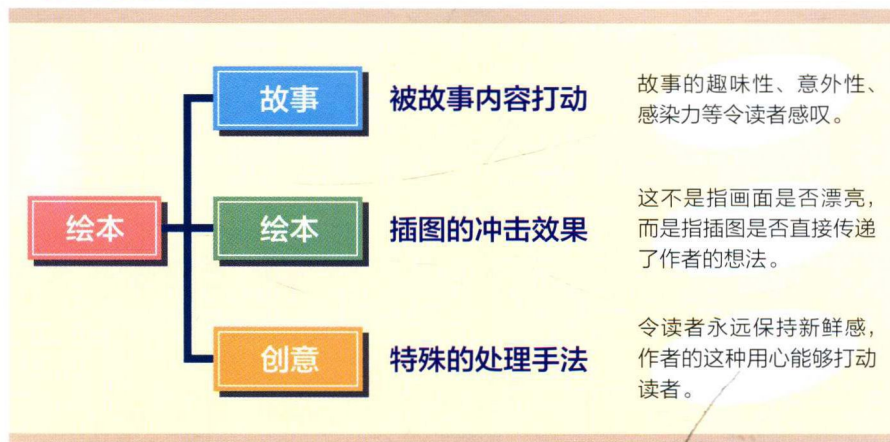 故事
被故事内容打动
故事的趣味性、意外性、
感染力等令读者感叹。
绘本
绘本
插图的冲击效果
这不是指画面是否漂亮，
而是指插图是否直接传递
了作者的想法。
创意
特殊的处理手法
令读者永远保持新鲜感，
作者的这种用心能够打动
读者。